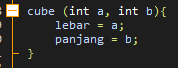 cube (int a, int b){
lebar = a;
panjang = b;
}